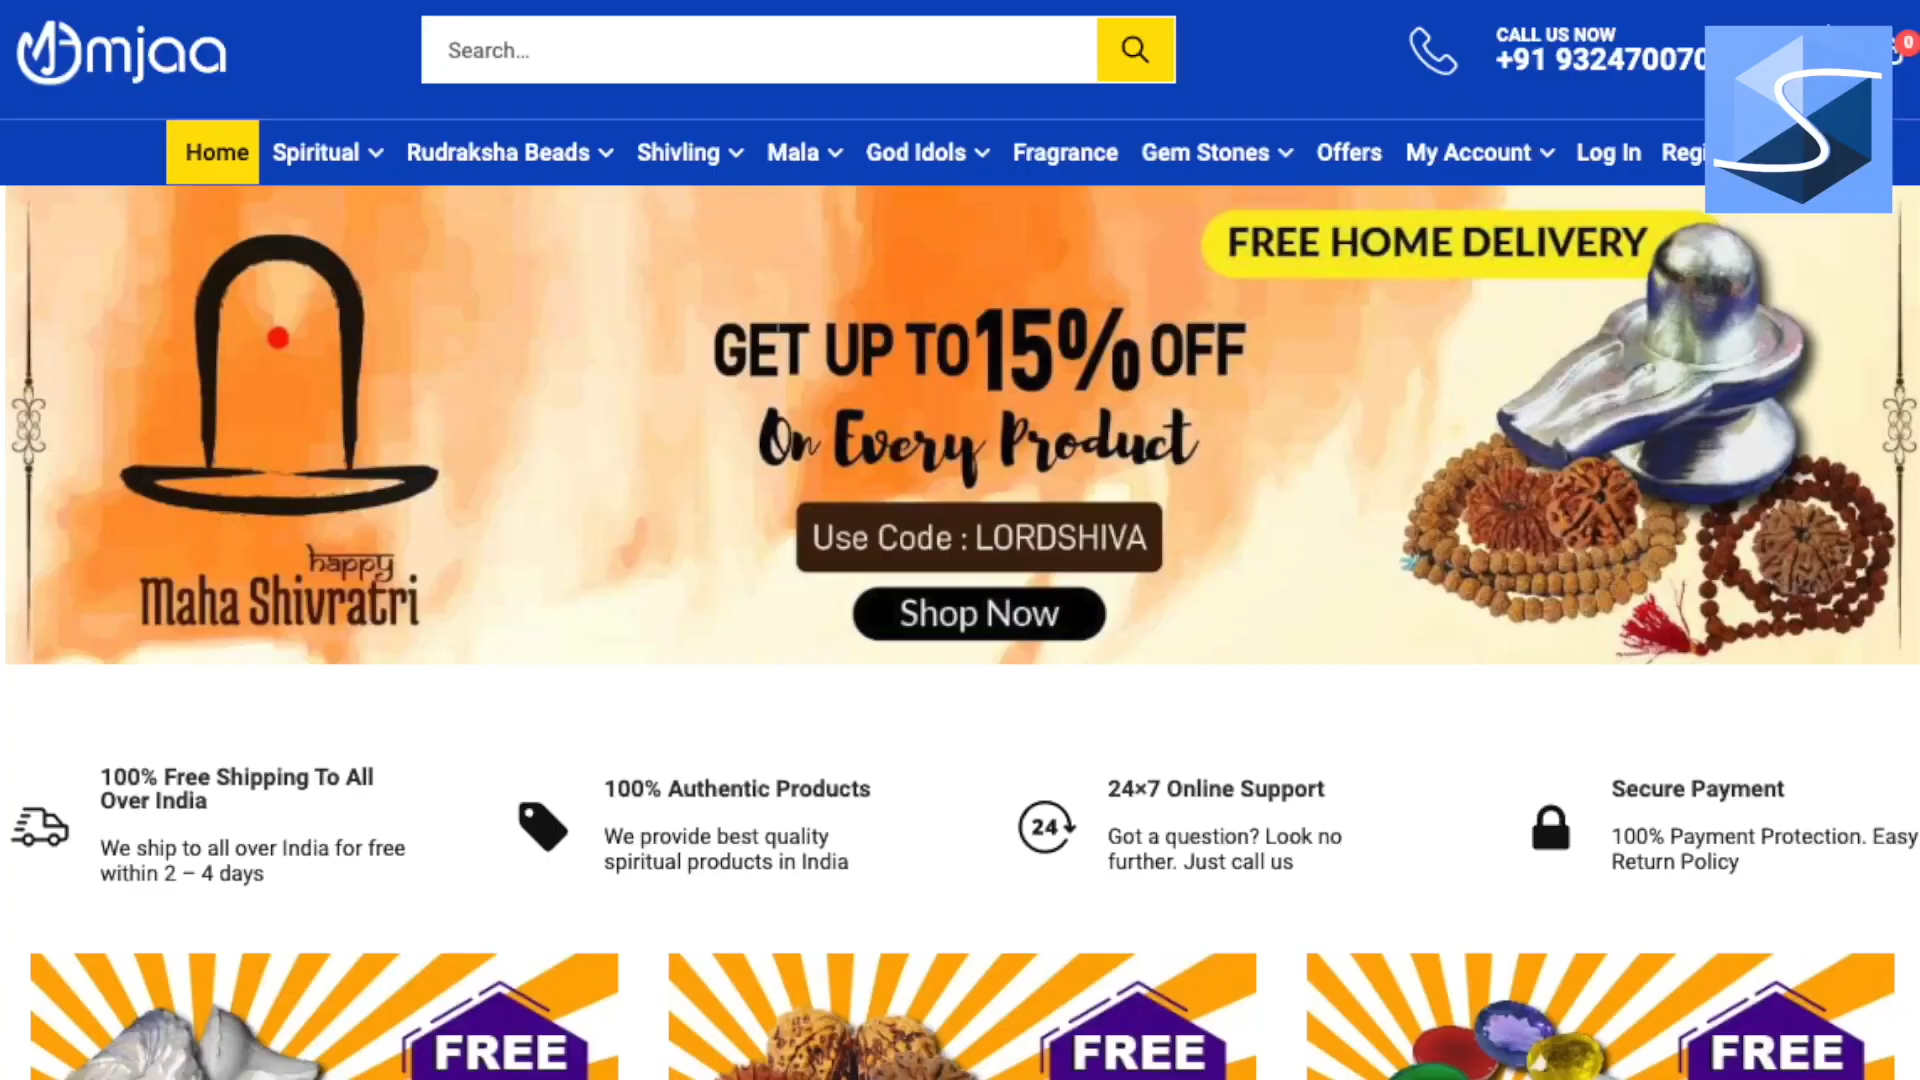 Omjaa
Search...
CALL US NOW
+91 932470070
0
Home Spiritual Rudraksha Beads Shivling Mala God Idols Fragrance Gem Stones Offers My Account Log In
FREE HOME DELIVERY
GET UP TO 15% OFF
On Every Product
Use Code : LORDSHIVA
Shop Now
happy
Maha Shivratri
100% Free Shipping To All
Over India
We ship to all over India for free
within 2 – 4 days
100% Authentic Products
We provide best quality
spiritual products in India
24
24×7 Online Support
Got a question? Look no
further. Just call us
Secure Payment
100% Payment Protection. Easy
Return Policy
FREE
FREE
FREE